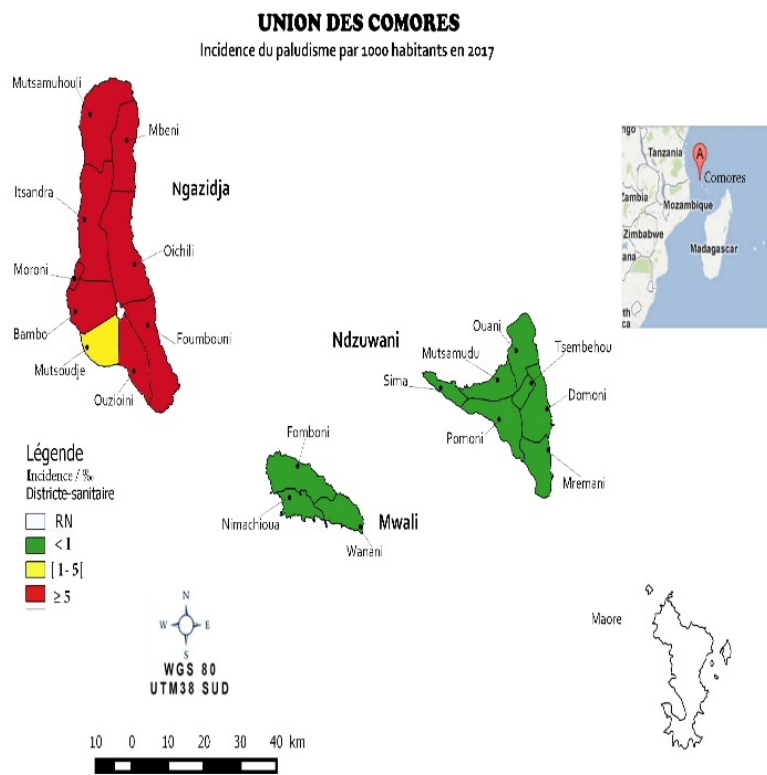 UNION DES COMORES
Incidence du paludisme par 1000 habitants en 2017
Mutsamuhouli
Mbeni
Ngazidja
Itsandra
Oichili
Moroni
Bambo
Foumbouni
Mutsoudje
Ouzioini
Tanzania
A
Comores
Zambia
Mozambique
Zimbabwe
Madagascar
Ouani
Ndzuwani
Tsembehou
Mutsamudu
Sima
Domoni
Pomoni
Mremani
Fomboni
Nimachioua
Mwali
Wanani
Légende
Incidence / ‰
Districte-sanitaire
RN
< 1
[ 1- 5[
≥ 5
Maore
N
W E
S
WGS 80
UTM38 SUD
10 0 10 20 30 40 km